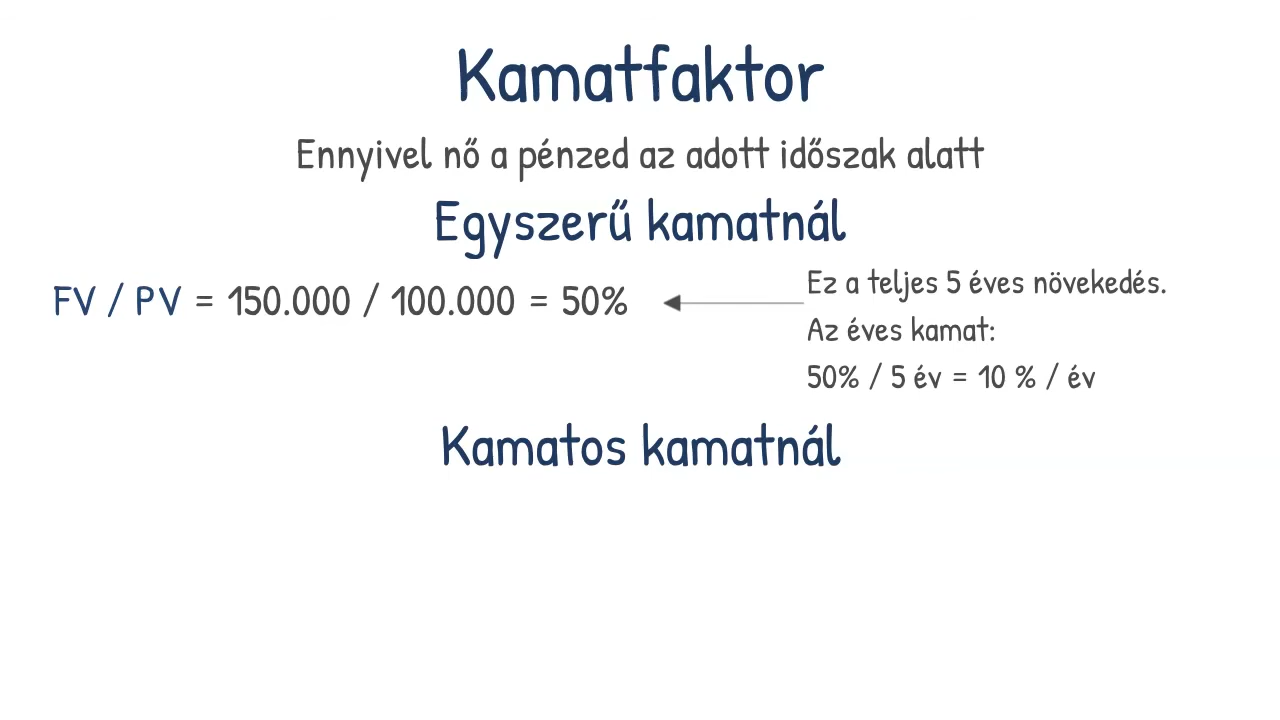 Kamatfaktor
Ennyivel nő a pénzed az adott időszak alatt
Egyszerű kamatnál
FV / PV = 150.000 / 100.000 = 50%
Ez a teljes 5 éves növekedés.
Az éves kamat:
50% / 5 év = 10 % / év
Kamatos kamatnál